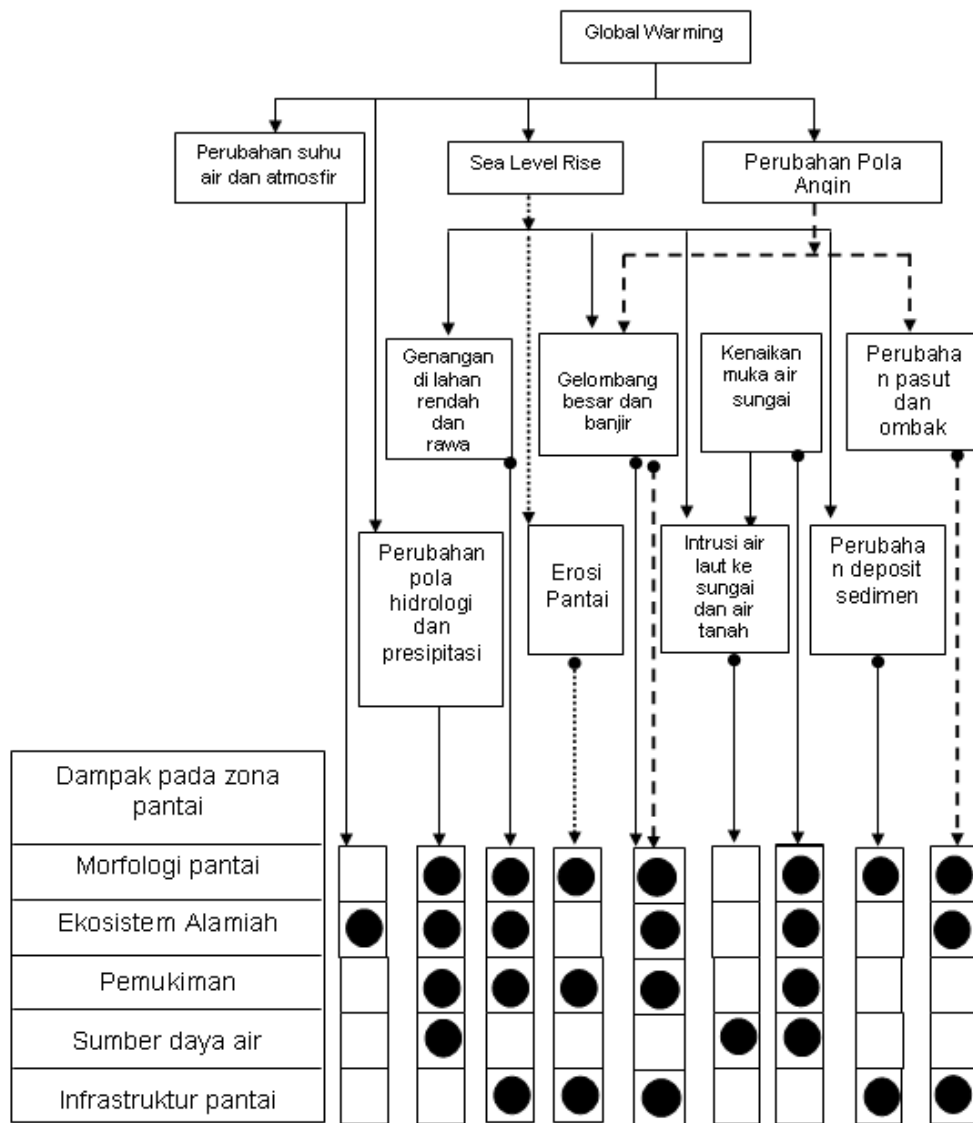 Global Warming
Perubahan suhu
air dan atmosfir
Sea Level Rise
Perubahan Pola
Angin
Genangan
di lahan
rendah
dan
rawa
Gelombang
besar dan
banjir
Kenaikan
muka air
sungai
Perubaha
n pasut
dan
ombak
Perubahan
pola
hidrologi
dan
presipitasi
Erosi
Pantai
Intrusi air
laut ke
sungai
dan air
tanah
Perubaha
n deposit
sedimen
Dampak pada zona
pantai
Morfologi pantai
Ekosistem Alamiah
Pemukiman
Sumber daya air
Infrastruktur pantai